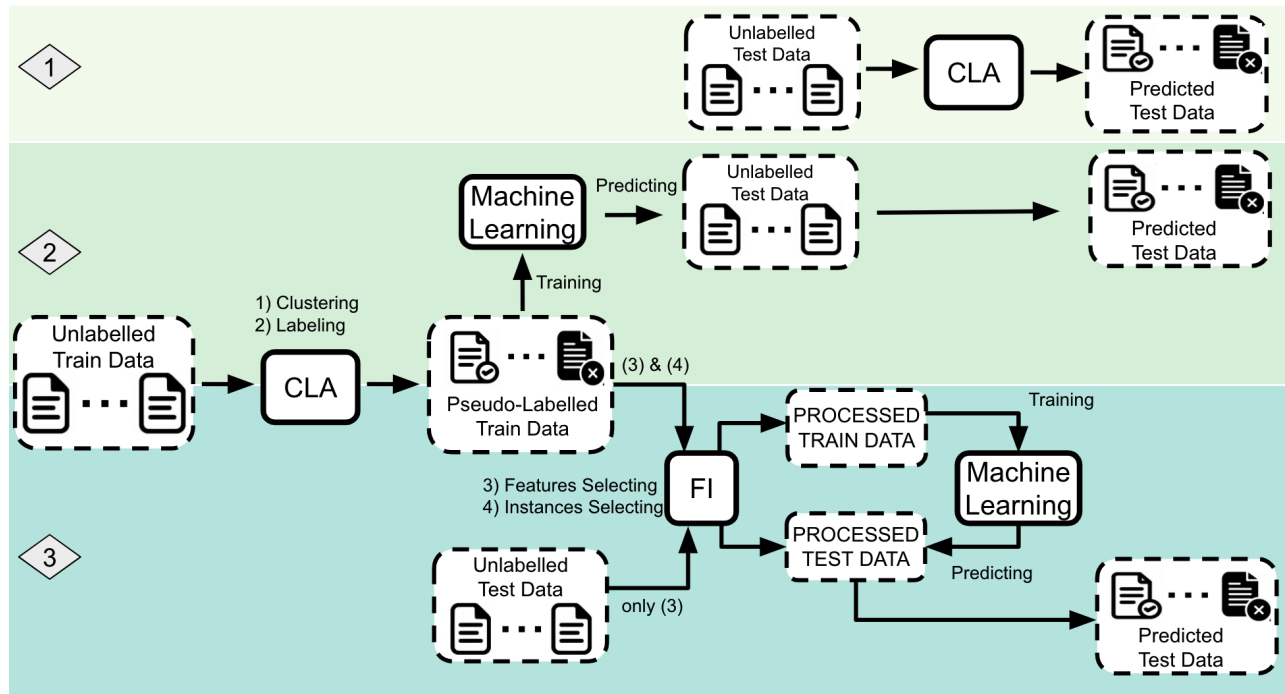 1
Unlabelled
Test Data
CLA
Predicted
Test Data
2
Machine
Learning
Predicting
Unlabelled
Test Data
Predicted
Test Data
Training
1) Clustering
2) Labeling
Unlabelled
Train Data
CLA
Pseudo-Labelled
Train Data
(3) & (4)
3
PROCESSED
TRAIN DATA
Training
3) Features Selecting
4) Instances Selecting
FI
Machine
Learning
PROCESSED
TEST DATA
Predicting
Unlabelled
Test Data
only (3)
Predicted
Test Data